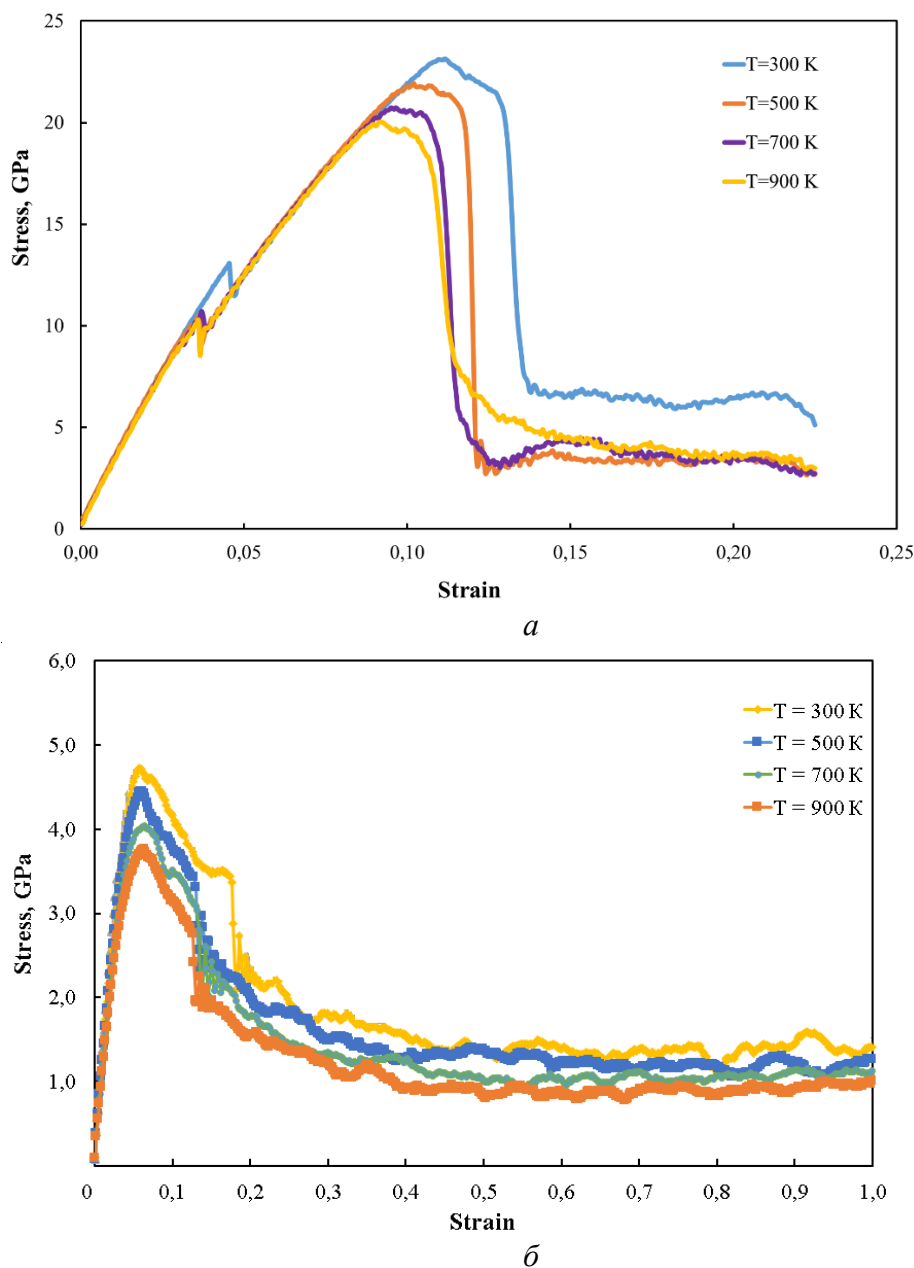 25
20
15
10
5
0
Stress, GPa
T=300 K
T=500 K
T=700 K
T=900 K
0,00 0,05 0,10 0,15 0,20 0,25
Strain
а
6,0
5,0
4,0
3,0
2,0
1,0
Stress, GPa
T = 300 K
T = 500 K
T = 700 K
T = 900 K
0 0,1 0,2 0,3 0,4 0,5 0,6 0,7 0,8 0,9 1,0
Strain
б